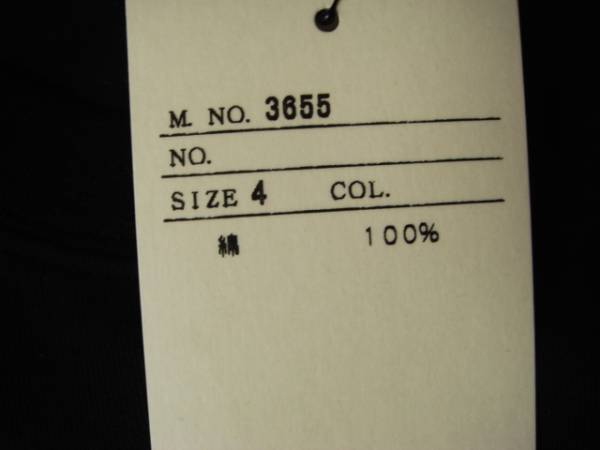 M. NO. 3655
NO.
SIZE 4 COL.
綿 100%